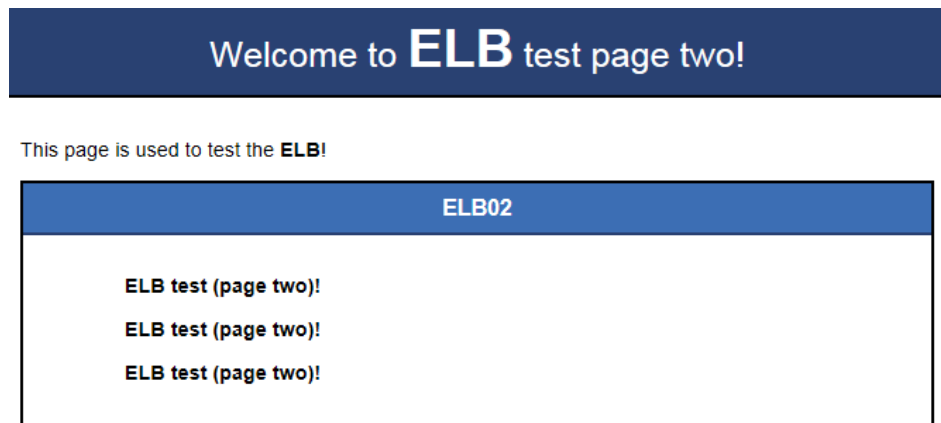 Welcome to ELB test page two!
This page is used to test the ELB!
ELB02
ELB test (page two)!
ELB test (page two)!
ELB test (page two)!